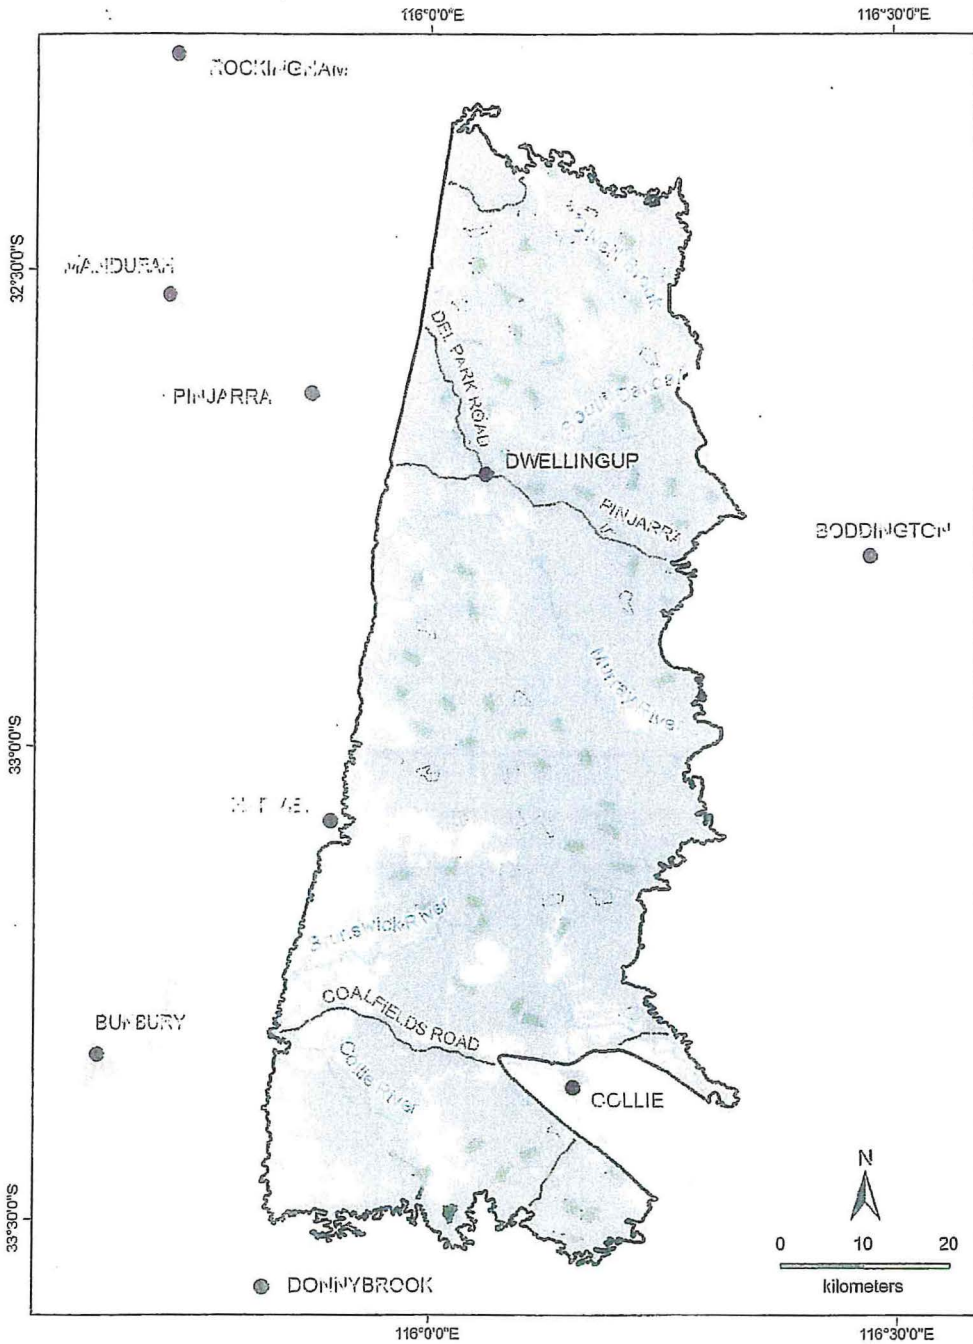 116°0'0"E
116°30'0"E
ROCKINGHAM
32°30'0"S
MANDURAH
DEL PARK ROAD
PINJARRA
DWELLINGUP
PINJARRA
BODDINGTON
Murray River
33°0'0"S
Brunswick River
COALFIELDS ROAD
BUNBURY
Collie River
COLLIE
N
33°30'0"S
0 10 20
kilometers
DONNYBROOK
116°0'0"E
116°30'0"E